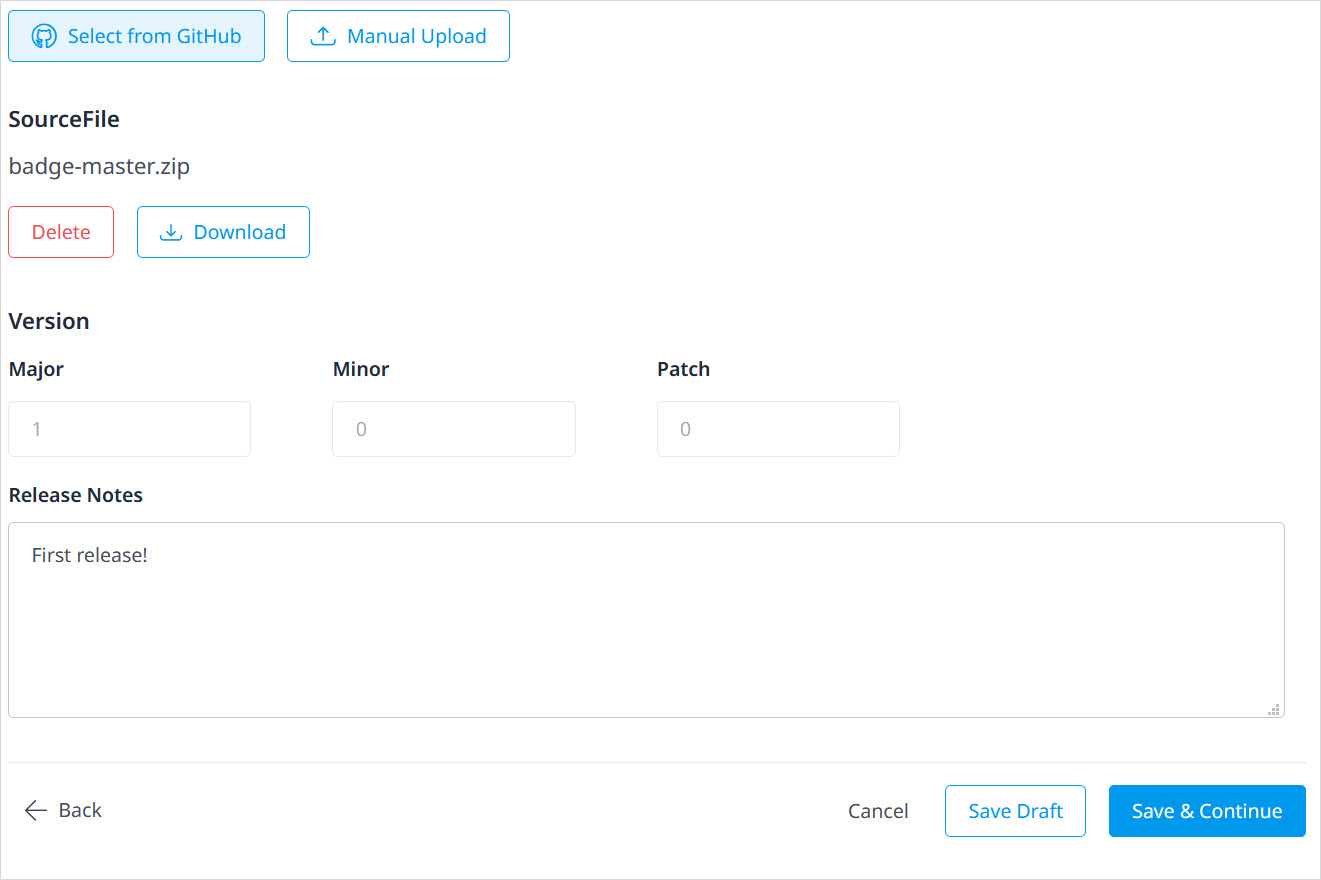 Select from GitHub Manual Upload
SourceFile
badge-master.zip
Delete Download
Version
Major Minor Patch
1 0 0
Release Notes
First release!
Back Cancel Save Draft Save & Continue